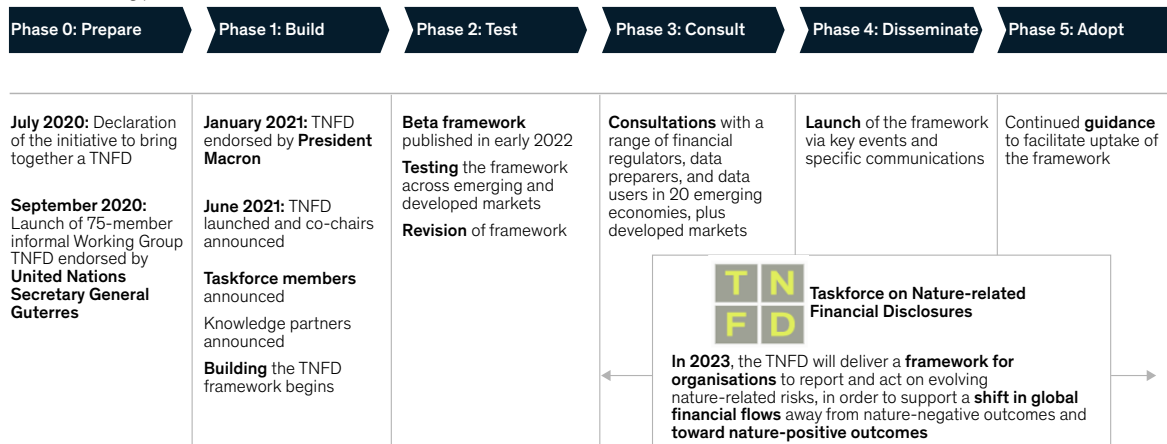 Phase 0: Prepare
Phase 1: Build
Phase 2: Test
Phase 3: Consult
Phase 4: Disseminate
Phase 5: Adopt
July 2020: Declaration
of the initiative to bring
together a TNFD
September 2020:
Launch of 75-member
informal Working Group
TNFD endorsed by
United Nations
Secretary General
Guterres
January 2021: TNFD
endorsed by President
Macron
June 2021: TNFD
launched and co-chairs
announced
Taskforce members
announced
Knowledge partners
announced
Building the TNFD
framework begins
Beta framework
published in early 2022
Testing the framework
across emerging and
developed markets
Revision of framework
Consultations with a
range of financial
regulators, data
preparers, and data
users in 20 emerging
economies, plus
developed markets
Launch of the framework
via key events and
specific communications
Continued guidance
to facilitate uptake of
the framework
T N
F D
Taskforce on Nature-related
Financial Disclosures
In 2023, the TNFD will deliver a framework for
organisations to report and act on evolving
nature-related risks, in order to support a shift in global
financial flows away from nature-negative outcomes and
toward nature-positive outcomes